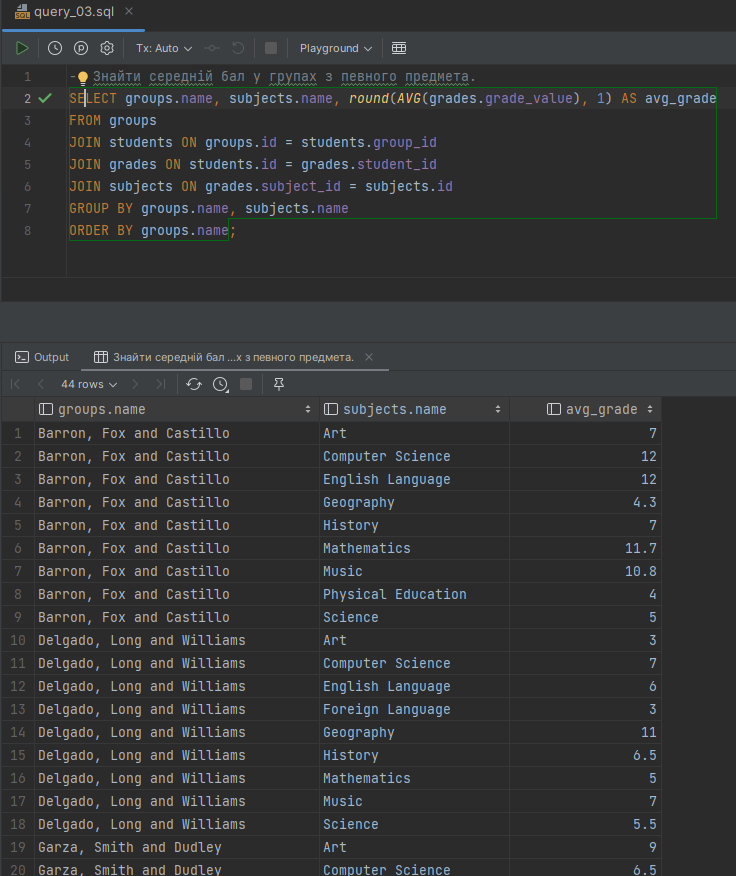 query_03.sql
Tx: Auto
Playground
1 -- Знайти середній бал у групах з певного предмета.
2 SELECT groups.name, subjects.name, round(AVG(grades.grade_value), 1) AS avg_grade
3 FROM groups
4 JOIN students ON groups.id = students.group_id
5 JOIN grades ON students.id = grades.student_id
6 JOIN subjects ON grades.subject_id = subjects.id
7 GROUP BY groups.name, subjects.name
8 ORDER BY groups.name;
Output Знайти середній бал ...х з певного предмета.
44 rows
groups.name subjects.name avg_grade
1 Barron, Fox and Castillo Art 7
2 Barron, Fox and Castillo Computer Science 12
3 Barron, Fox and Castillo English Language 12
4 Barron, Fox and Castillo Geography 4.3
5 Barron, Fox and Castillo History 7
6 Barron, Fox and Castillo Mathematics 11.7
7 Barron, Fox and Castillo Music 10.8
8 Barron, Fox and Castillo Physical Education 4
9 Barron, Fox and Castillo Science 5
10 Delgado, Long and Williams Art 3
11 Delgado, Long and Williams Computer Science 7
12 Delgado, Long and Williams English Language 6
13 Delgado, Long and Williams Foreign Language 3
14 Delgado, Long and Williams Geography 11
15 Delgado, Long and Williams History 6.5
16 Delgado, Long and Williams Mathematics 5
17 Delgado, Long and Williams Music 7
18 Delgado, Long and Williams Science 5.5
19 Garza, Smith and Dudley Art 9
20 Garza, Smith and Dudley Computer Science 6.5